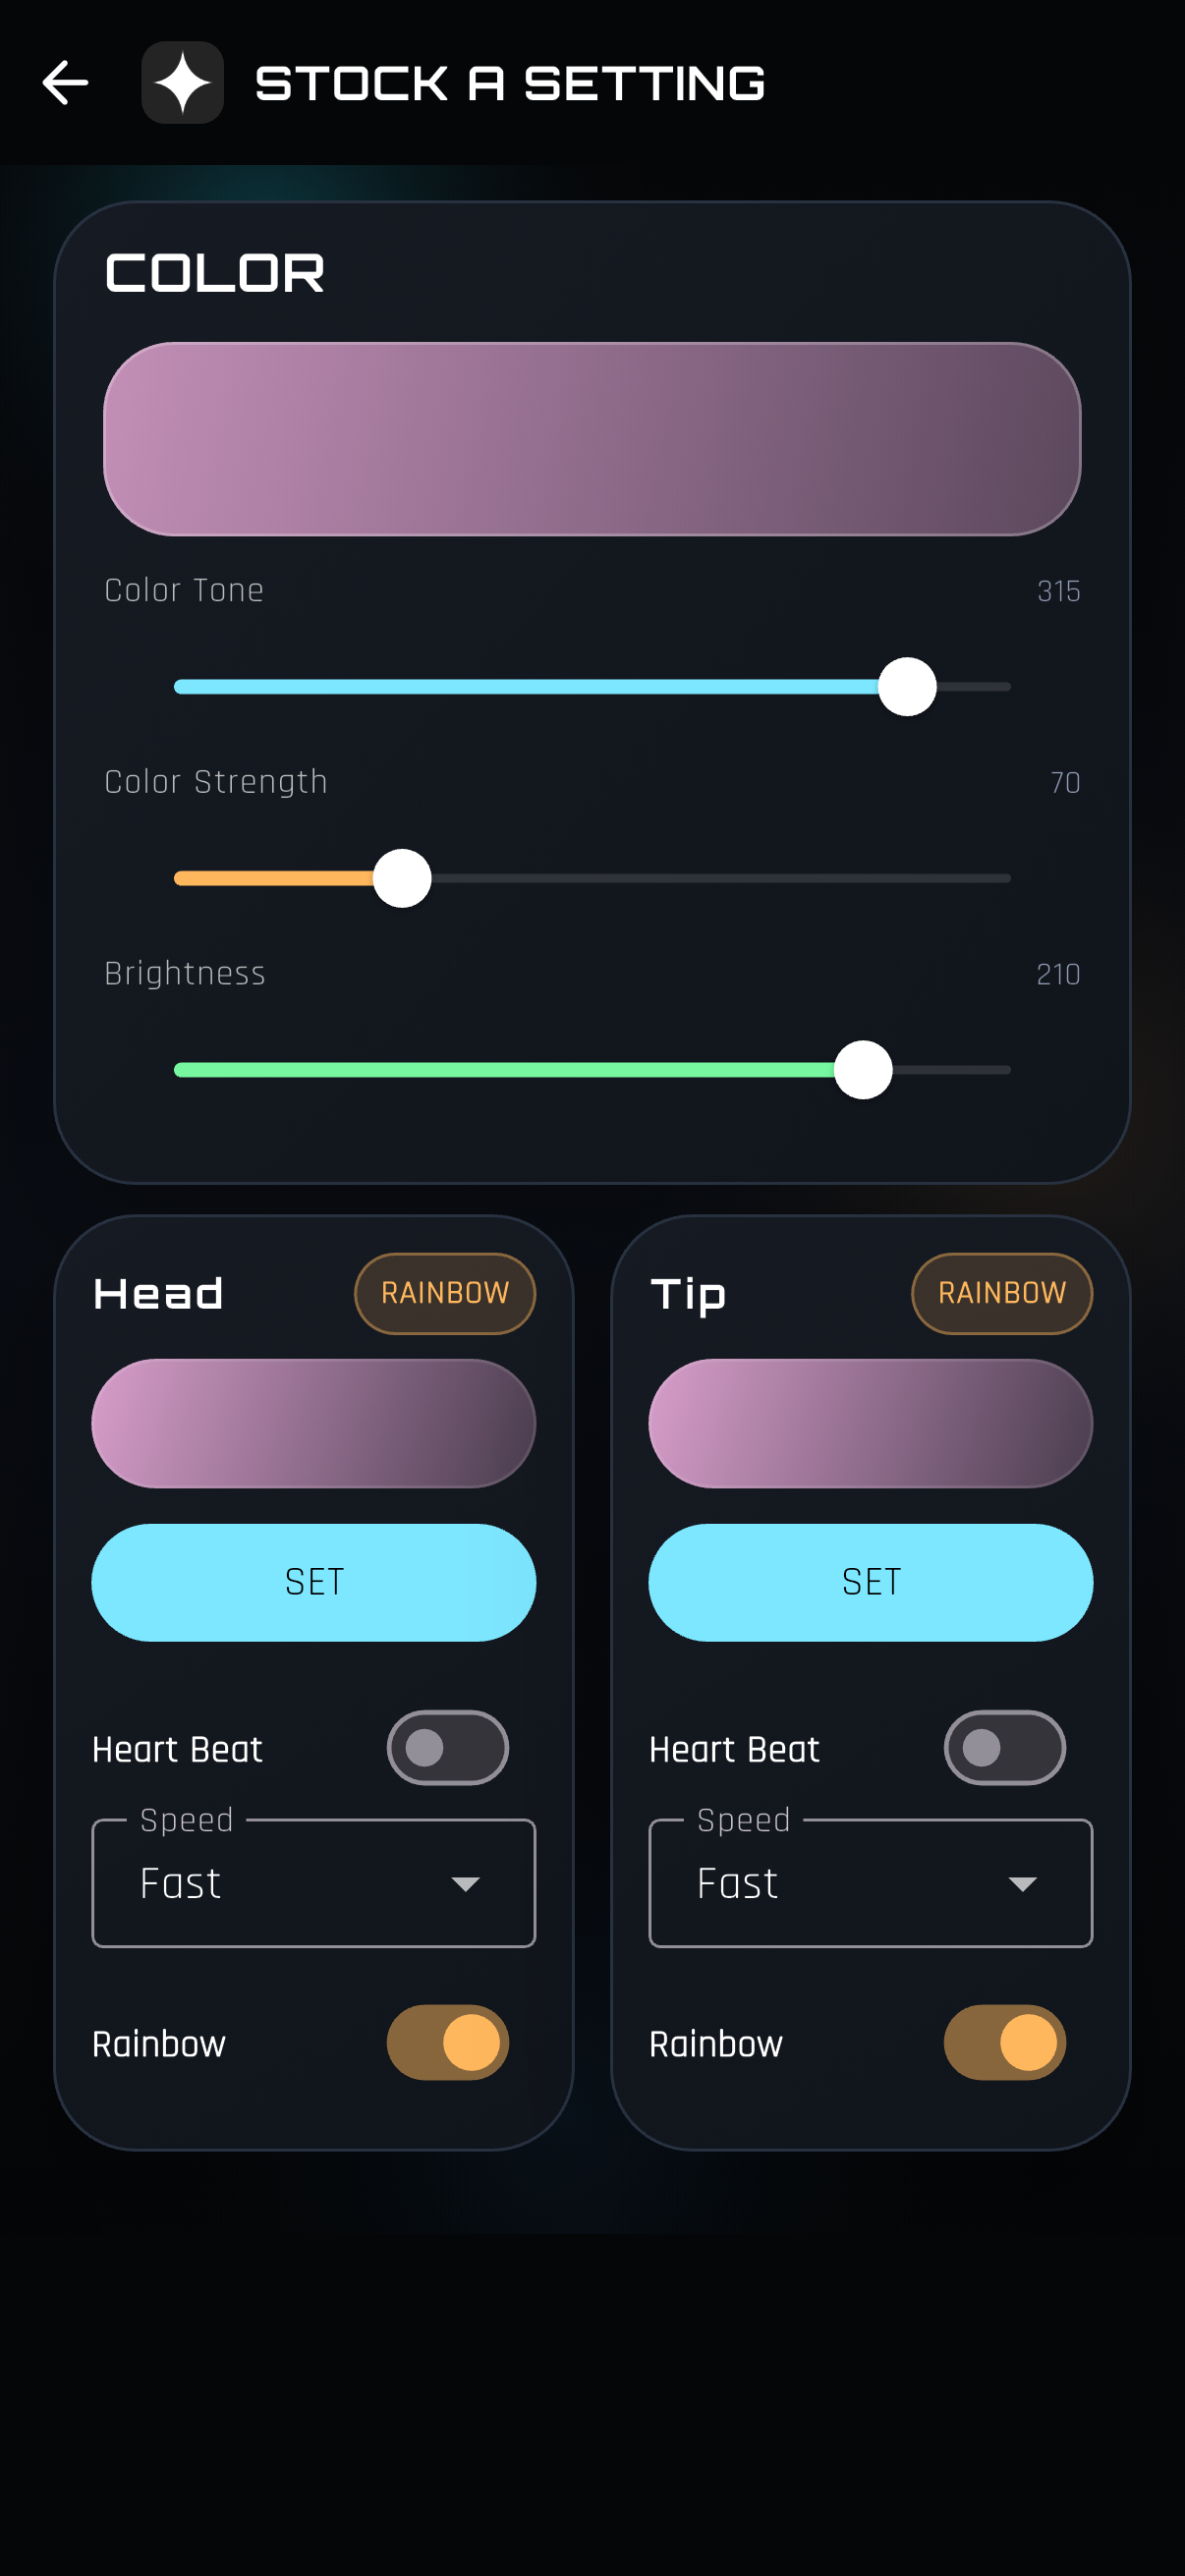 STOCK A SETTING
COLOR
Color Tone 315
Color Strength 70
Brightness 210
Head RAINBOW
SET
Heart Beat
Speed
Fast
Rainbow
Tip RAINBOW
SET
Heart Beat
Speed
Fast
Rainbow